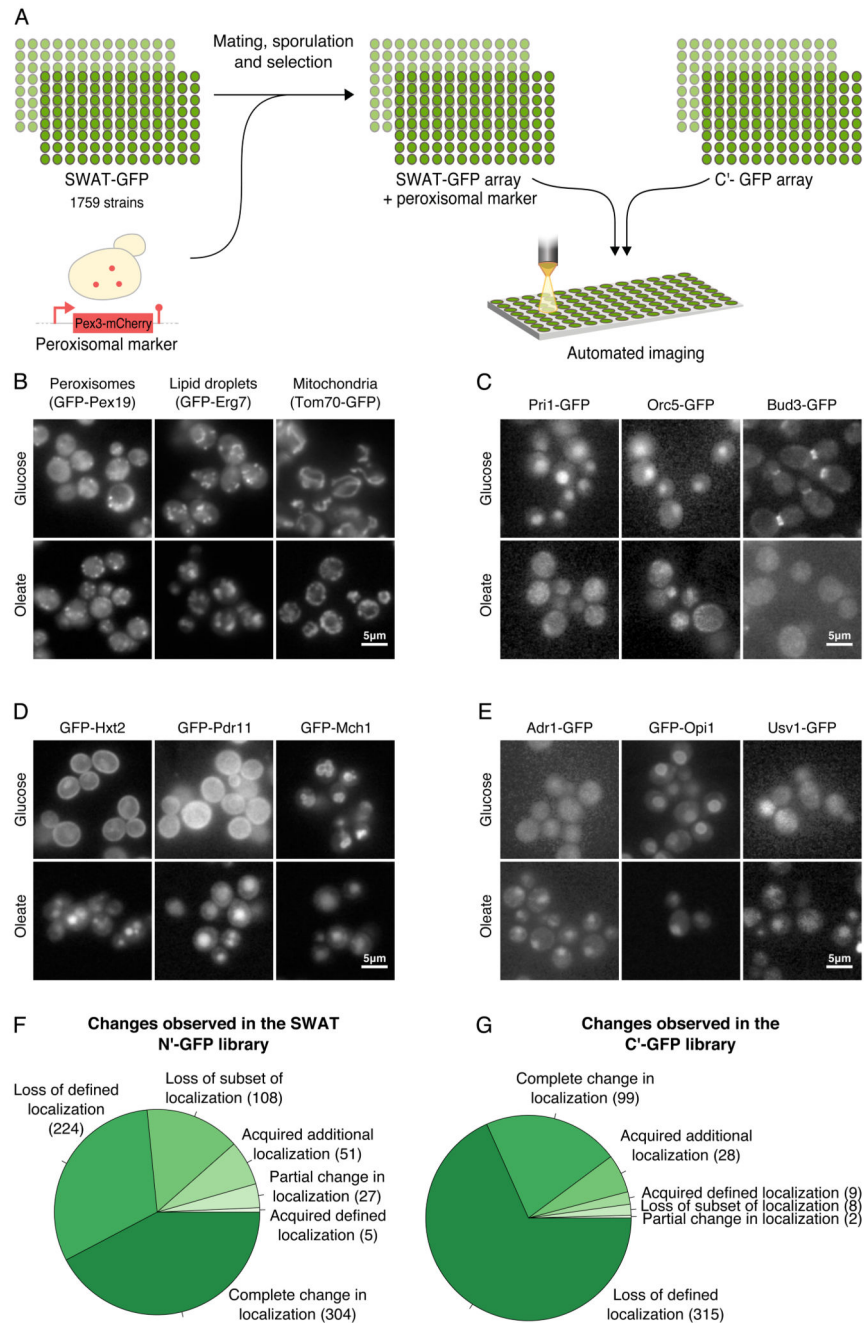 A
Mating, sporulation
and selection
SWAT-GFP
1759 strains
SWAT-GFP array
+ peroxisomal marker
C'- GFP array
Pex3-mCherry
Peroxisomal marker
Automated imaging
B
Peroxisomes
(GFP-Pex19)
Lipid droplets
(GFP-Erg7)
Mitochondria
(Tom70-GFP)
Glucose
Oleate
5µm
C
Pri1-GFP
Orc5-GFP
Bud3-GFP
Glucose
Oleate
5µm
D
GFP-Hxt2
GFP-Pdr11
GFP-Mch1
Glucose
Oleate
5µm
E
Adr1-GFP
GFP-Opi1
Usv1-GFP
Glucose
Oleate
5µm
F
Changes observed in the SWAT
N'-GFP library
Loss of defined
localization
(224)
Loss of subset of
localization (108)
Acquired additional
localization (51)
Partial change in
localization (27)
Acquired defined
localization (5)
Complete change in
localization (304)
G
Changes observed in the
C'-GFP library
Complete change in
localization (99)
Acquired additional
localization (28)
Acquired defined localization (9)
Loss of subset of localization (8)
Partial change in localization (2)
Loss of defined
localization (315)